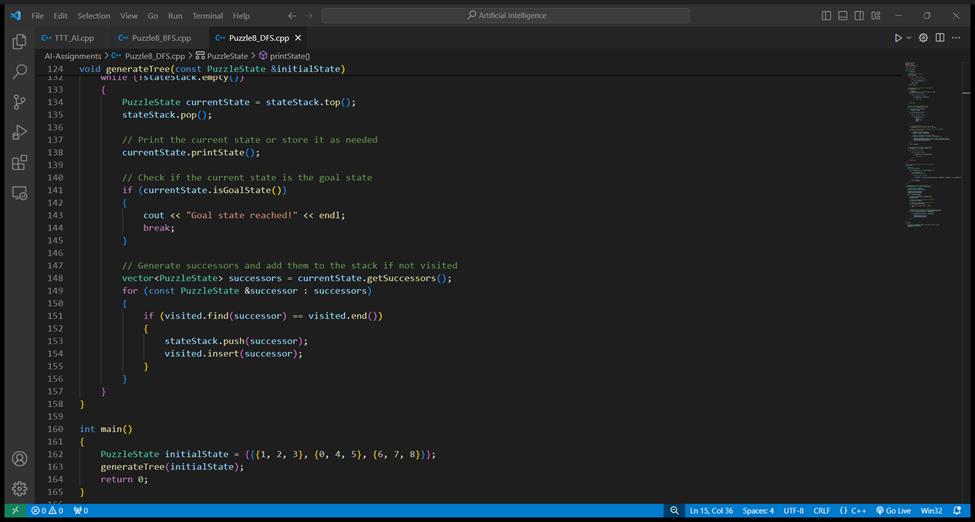 File Edit Selection View Go Run Terminal Help
Artificial Intelligence
C++ TTT_AI.cpp C++ Puzzle8_BFS.cpp C++ Puzzle8_DFS.cpp
AI-Assignments > C++ Puzzle8_DFS.cpp > PuzzleState > printState()
124 void generateTree(const PuzzleState &initialState)
132 while (!stateStack.empty())
133 {
134 PuzzleState currentState = stateStack.top();
135 stateStack.pop();
136
137 // Print the current state or store it as needed
138 currentState.printState();
139
140 // Check if the current state is the goal state
141 if (currentState.isGoalState())
142 {
143 cout << "Goal state reached!" << endl;
144 break;
145 }
146
147 // Generate successors and add them to the stack if not visited
148 vector<PuzzleState> successors = currentState.getSuccessors();
149 for (const PuzzleState &successor : successors)
150 {
151 if (visited.find(successor) == visited.end())
152 {
153 stateStack.push(successor);
154 visited.insert(successor);
155 }
156 }
157 }
158 }
159
160 int main()
161 {
162 PuzzleState initialState = {{{1, 2, 3}, {0, 4, 5}, {6, 7, 8}}};
163 generateTree(initialState);
164 return 0;
165 }
0 0 0 Ln 15, Col 36 Spaces: 4 UTF-8 CRLF {} C++ Go Live Win32